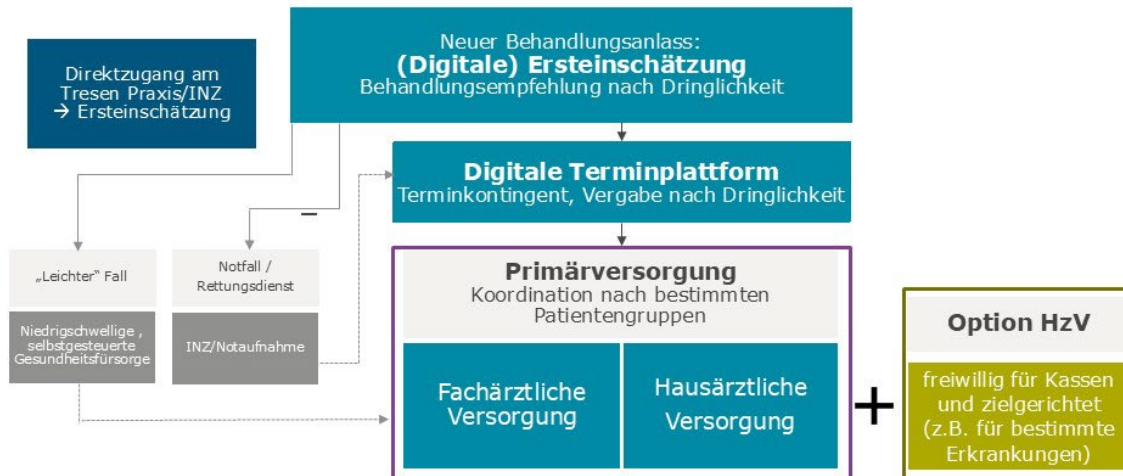 Direktzugang am
Tresen Praxis/INZ
→ Ersteinschätzung
Neuer Behandlungsanlass:
(Digitale) Ersteinschätzung
Behandlungsempfehlung nach Dringlichkeit
Digitale Terminplattform
Terminkontingent, Vergabe nach Dringlichkeit
„Leichter“ Fall
Niedrigschwellige ,
selbstgesteuerte
Gesundheitsfürsorge
Notfall /
Rettungsdienst
INZ/Notaufnahme
Primärversorgung
Koordination nach bestimmten
Patientengruppen
Fachärztliche
Versorgung
Hausärztliche
Versorgung
+
Option HzV
freiwillig für Kassen
und zielgerichtet
(z.B. für bestimmte
Erkrankungen)